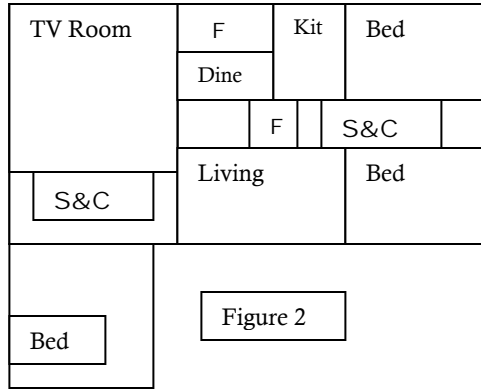 TV Room
F
Kit
Bed
Dine
F
S&C
S&C
Living
Bed
Bed
Figure 2